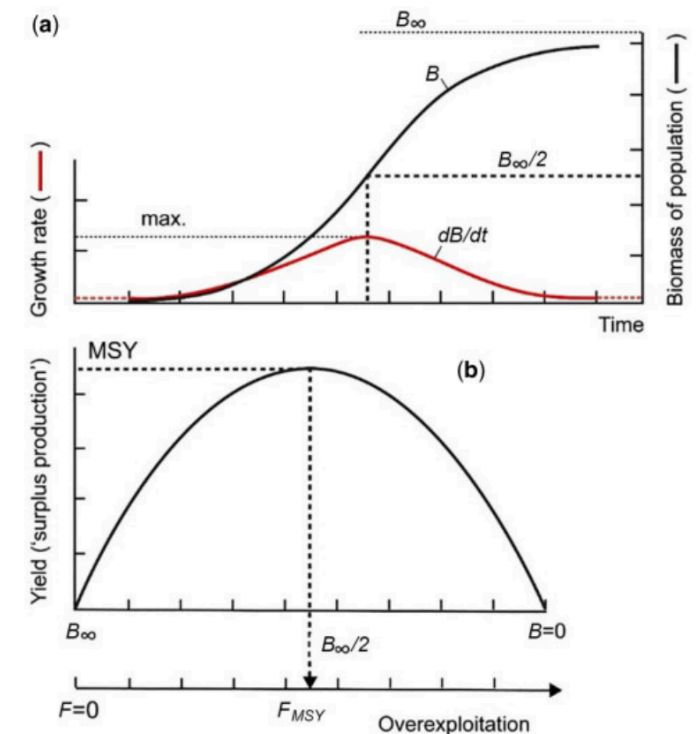 (a)
B∞
B
B∞/2
max.
dB/dt
Growth rate ( — )
Biomass of population ( — )
Time
MSY
(b)
Yield (‘surplus production’)
B∞
B=0
B∞/2
F=0
FMSY
Overexploitation